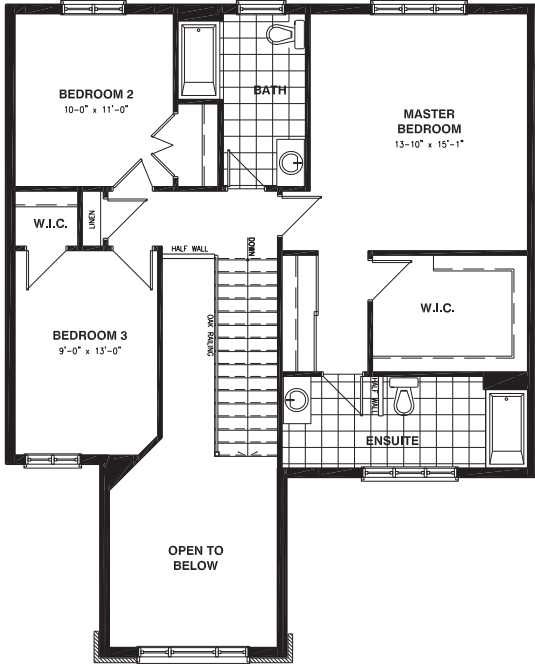 BEDROOM 2
10-0" x 11'-0"
BATH
MASTER
BEDROOM
13-10" x 15'-1"
W.I.C.
LINEN
HALF WALL
DOWN
W.I.C.
OAK RAILING
BEDROOM 3
9'-0" x 13'-0"
HALF WALL
ENSUITE
OPEN TO
BELOW